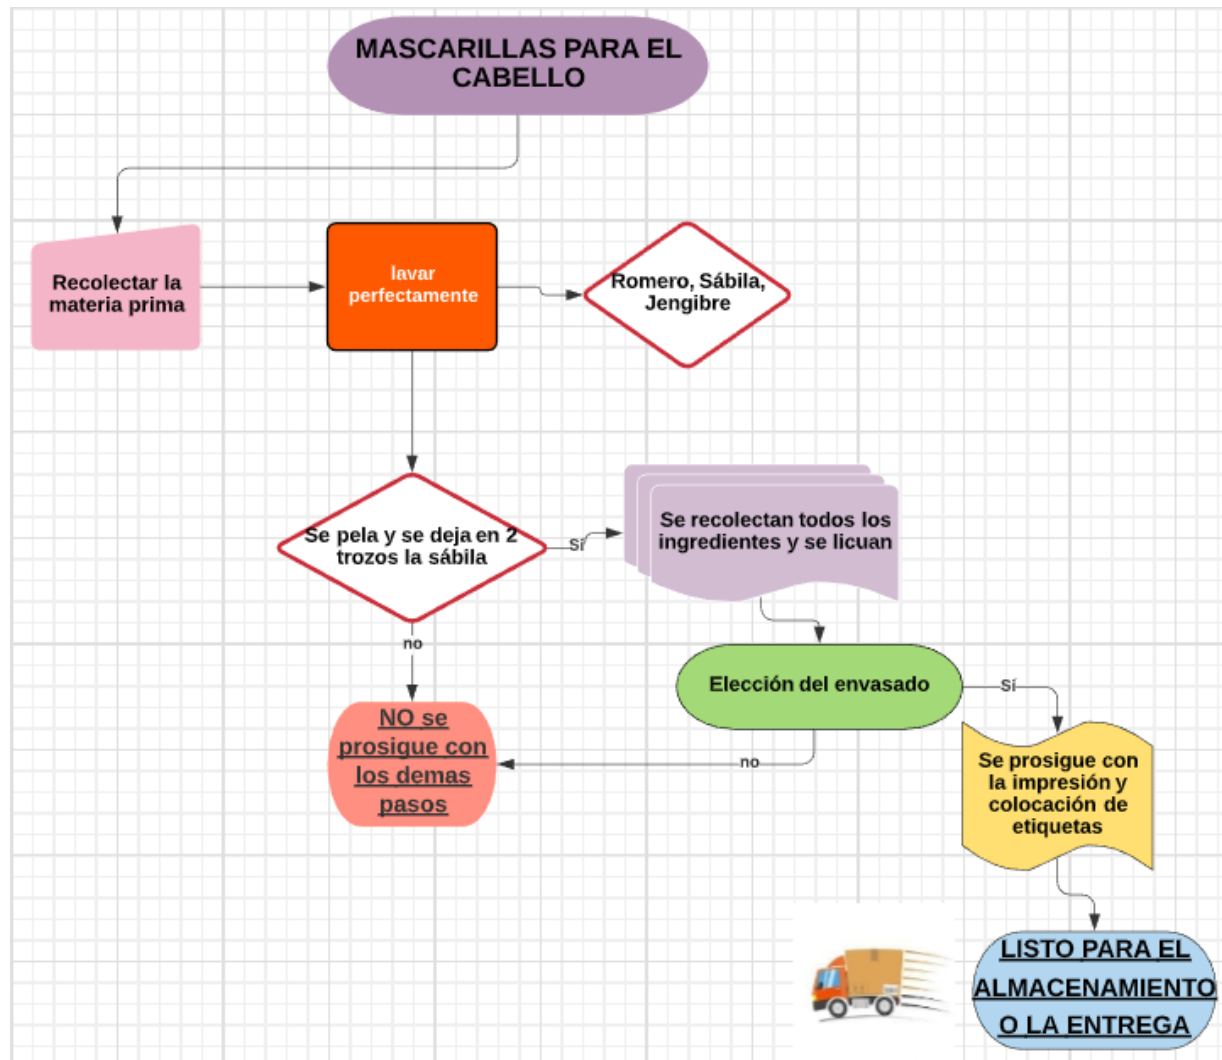 MASCARILLAS PARA EL
CABELLO
Recolectar la
materia prima
lavar
perfectamente
Romero, Sábila,
Jengibre
Se pela y se deja en 2
trozos la sábila
Sí
Se recolectan todos los
ingredientes y se licuan
no
Elección del envasado
Sí
NO se
prosigue con
los demas
pasos
no
Se prosigue con
la impresión y
colocación de
etiquetas
LISTO PARA EL
ALMACENAMIENTO
O LA ENTREGA